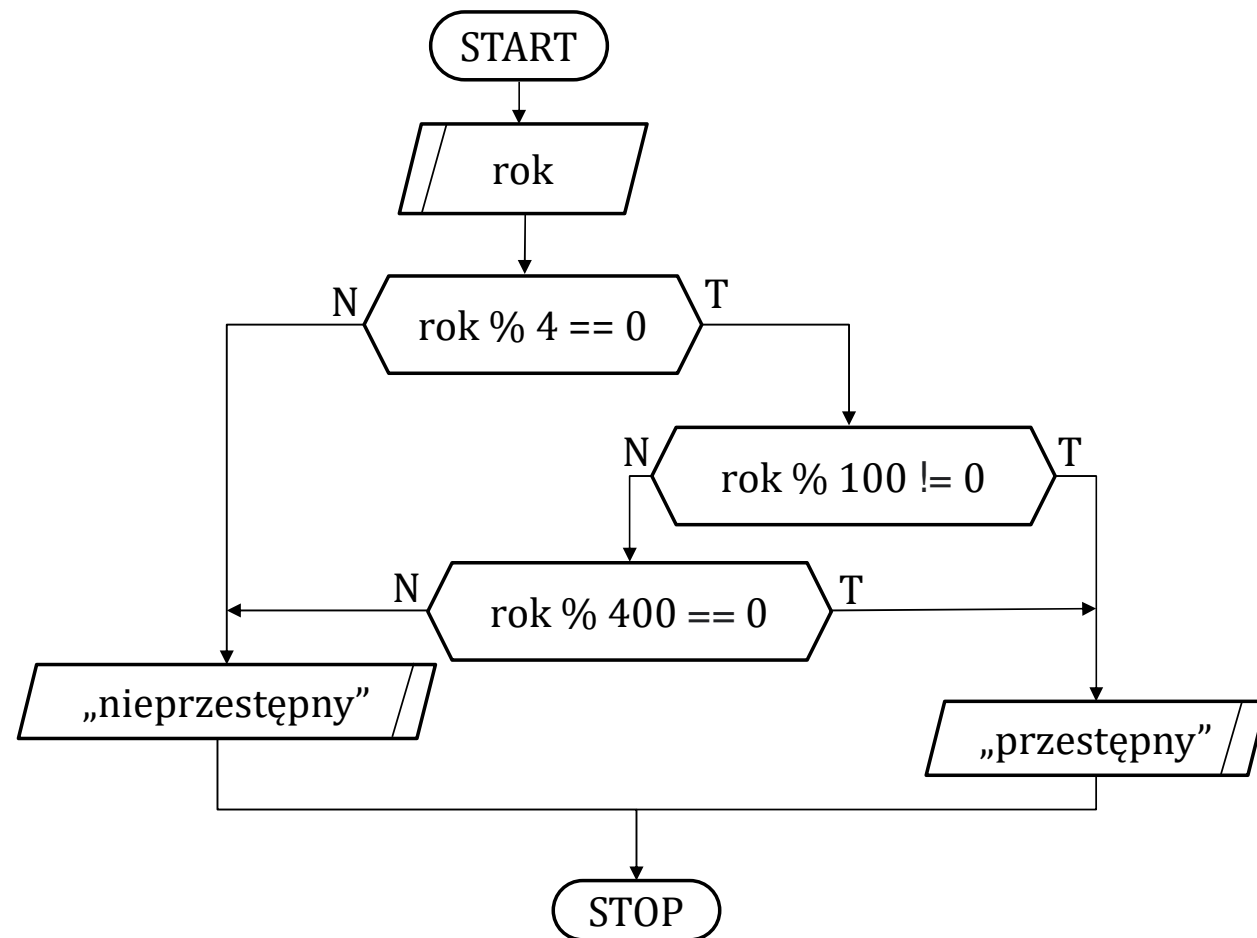 START
rok
N
T
rok % 4 == 0
N
T
rok % 100 != 0
N
T
rok % 400 == 0
„nieprzestępny”
„przestępny”
STOP